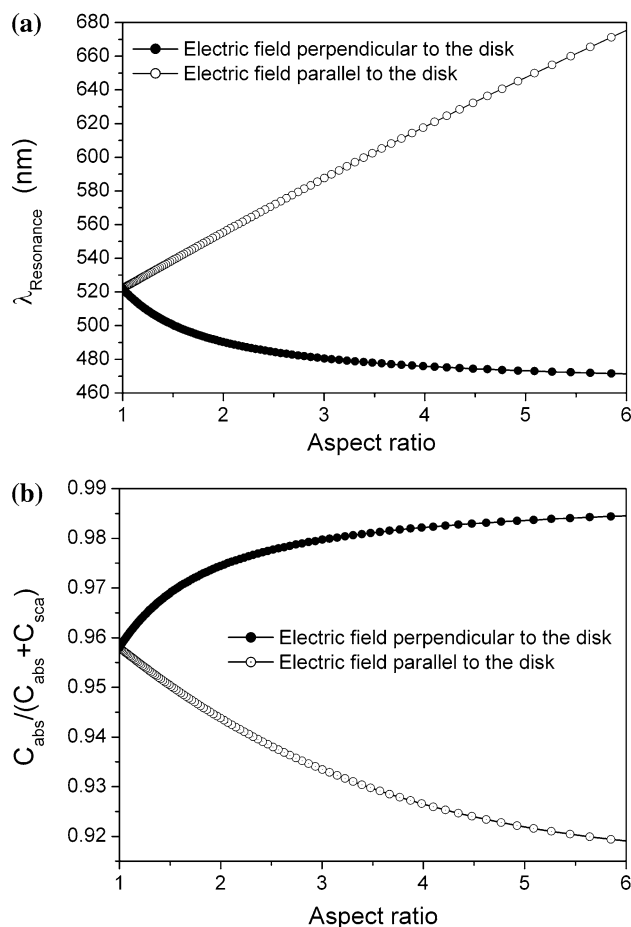 (a)
680
660
640
620
600
580
560
540
520
500
480
460
λResonance (nm)
Electric field perpendicular to the disk
Electric field parallel to the disk
1 2 3 4 5 6
Aspect ratio
(b)
0.99
0.98
0.97
0.96
0.95
0.94
0.93
0.92
Cabs/(Cabs+Csca)
Electric field perpendicular to the disk
Electric field parallel to the disk
1 2 3 4 5 6
Aspect ratio